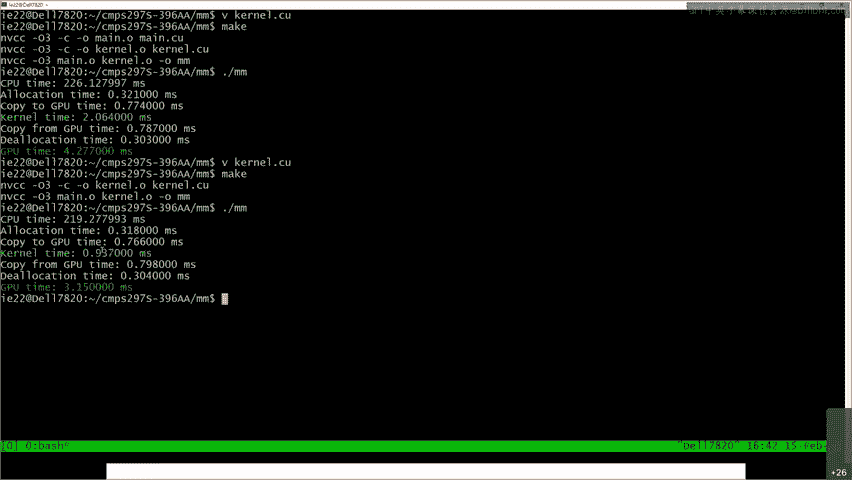 ie22@Dell7820:~/cmps297S-396AA/mm$ v kernel.cu
ie22@Dell7820:~/cmps297S-396AA/mm$ make
nvcc -O3 -c -o main.o main.cu
nvcc -O3 -c -o kernel.o kernel.cu
nvcc -O3 main.o kernel.o -o mm
ie22@Dell7820:~/cmps297S-396AA/mm$ ./mm
CPU time: 226.127997 ms
Allocation time: 0.321000 ms
Copy to GPU time: 0.774000 ms
Kernel time: 2.064000 ms
Copy from GPU time: 0.787000 ms
Deallocation time: 0.303000 ms
GPU time: 4.277000 ms
ie22@Dell7820:~/cmps297S-396AA/mm$ v kernel.cu
ie22@Dell7820:~/cmps297S-396AA/mm$ make
nvcc -O3 -c -o kernel.o kernel.cu
nvcc -O3 main.o kernel.o -o mm
ie22@Dell7820:~/cmps297S-396AA/mm$ ./mm
CPU time: 219.277993 ms
Allocation time: 0.318000 ms
Copy to GPU time: 0.766000 ms
Kernel time: 0.937000 ms
Copy from GPU time: 0.798000 ms
Deallocation time: 0.304000 ms
GPU time: 3.150000 ms
ie22@Dell7820:~/cmps297S-396AA/mm$
[0] 0:bash* "Dell7820" 16:42 15-Feb-
+26